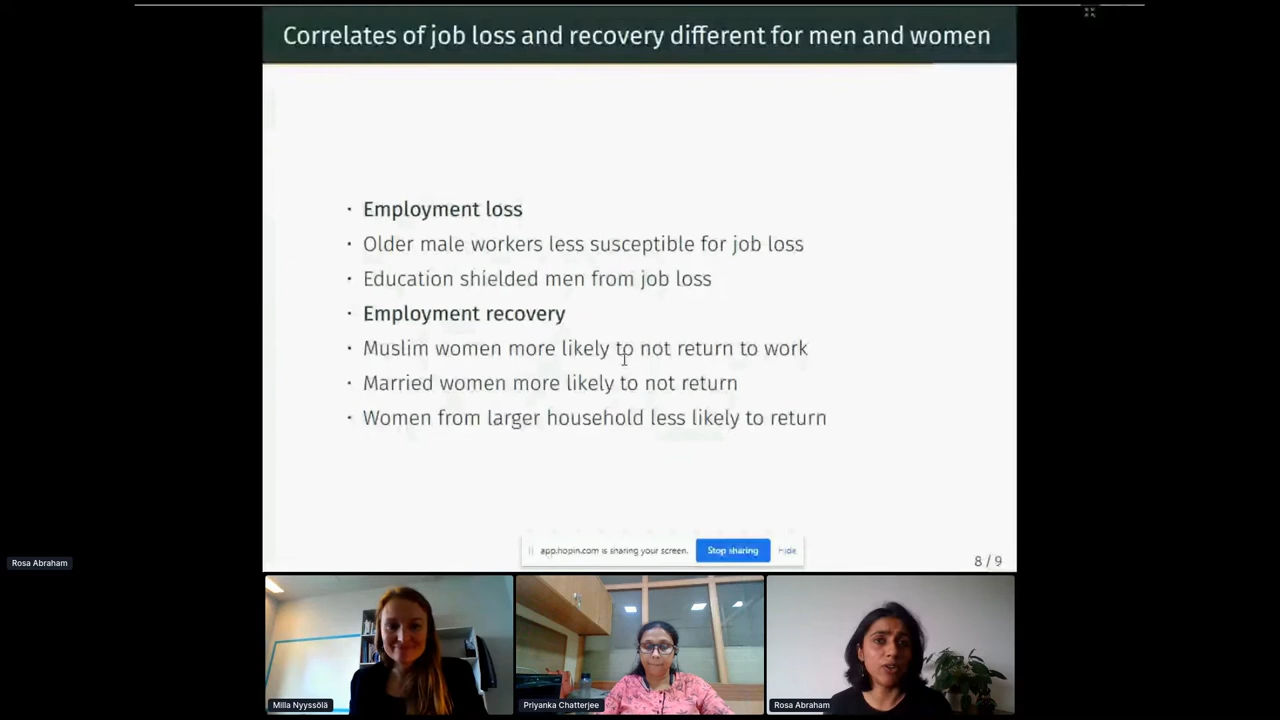 Correlates of job loss and recovery different for men and women
· Employment loss
· Older male workers less susceptible for job loss
· Education shielded men from job loss
· Employment recovery
· Muslim women more likely to not return to work
· Married women more likely to not return
· Women from larger household less likely to return
app.hopin.com is sharing your screen.
Stop sharing
Hide
8 / 9
Rosa Abraham
Milla Nyyssölä
Priyanka Chatterjee
Rosa Abraham